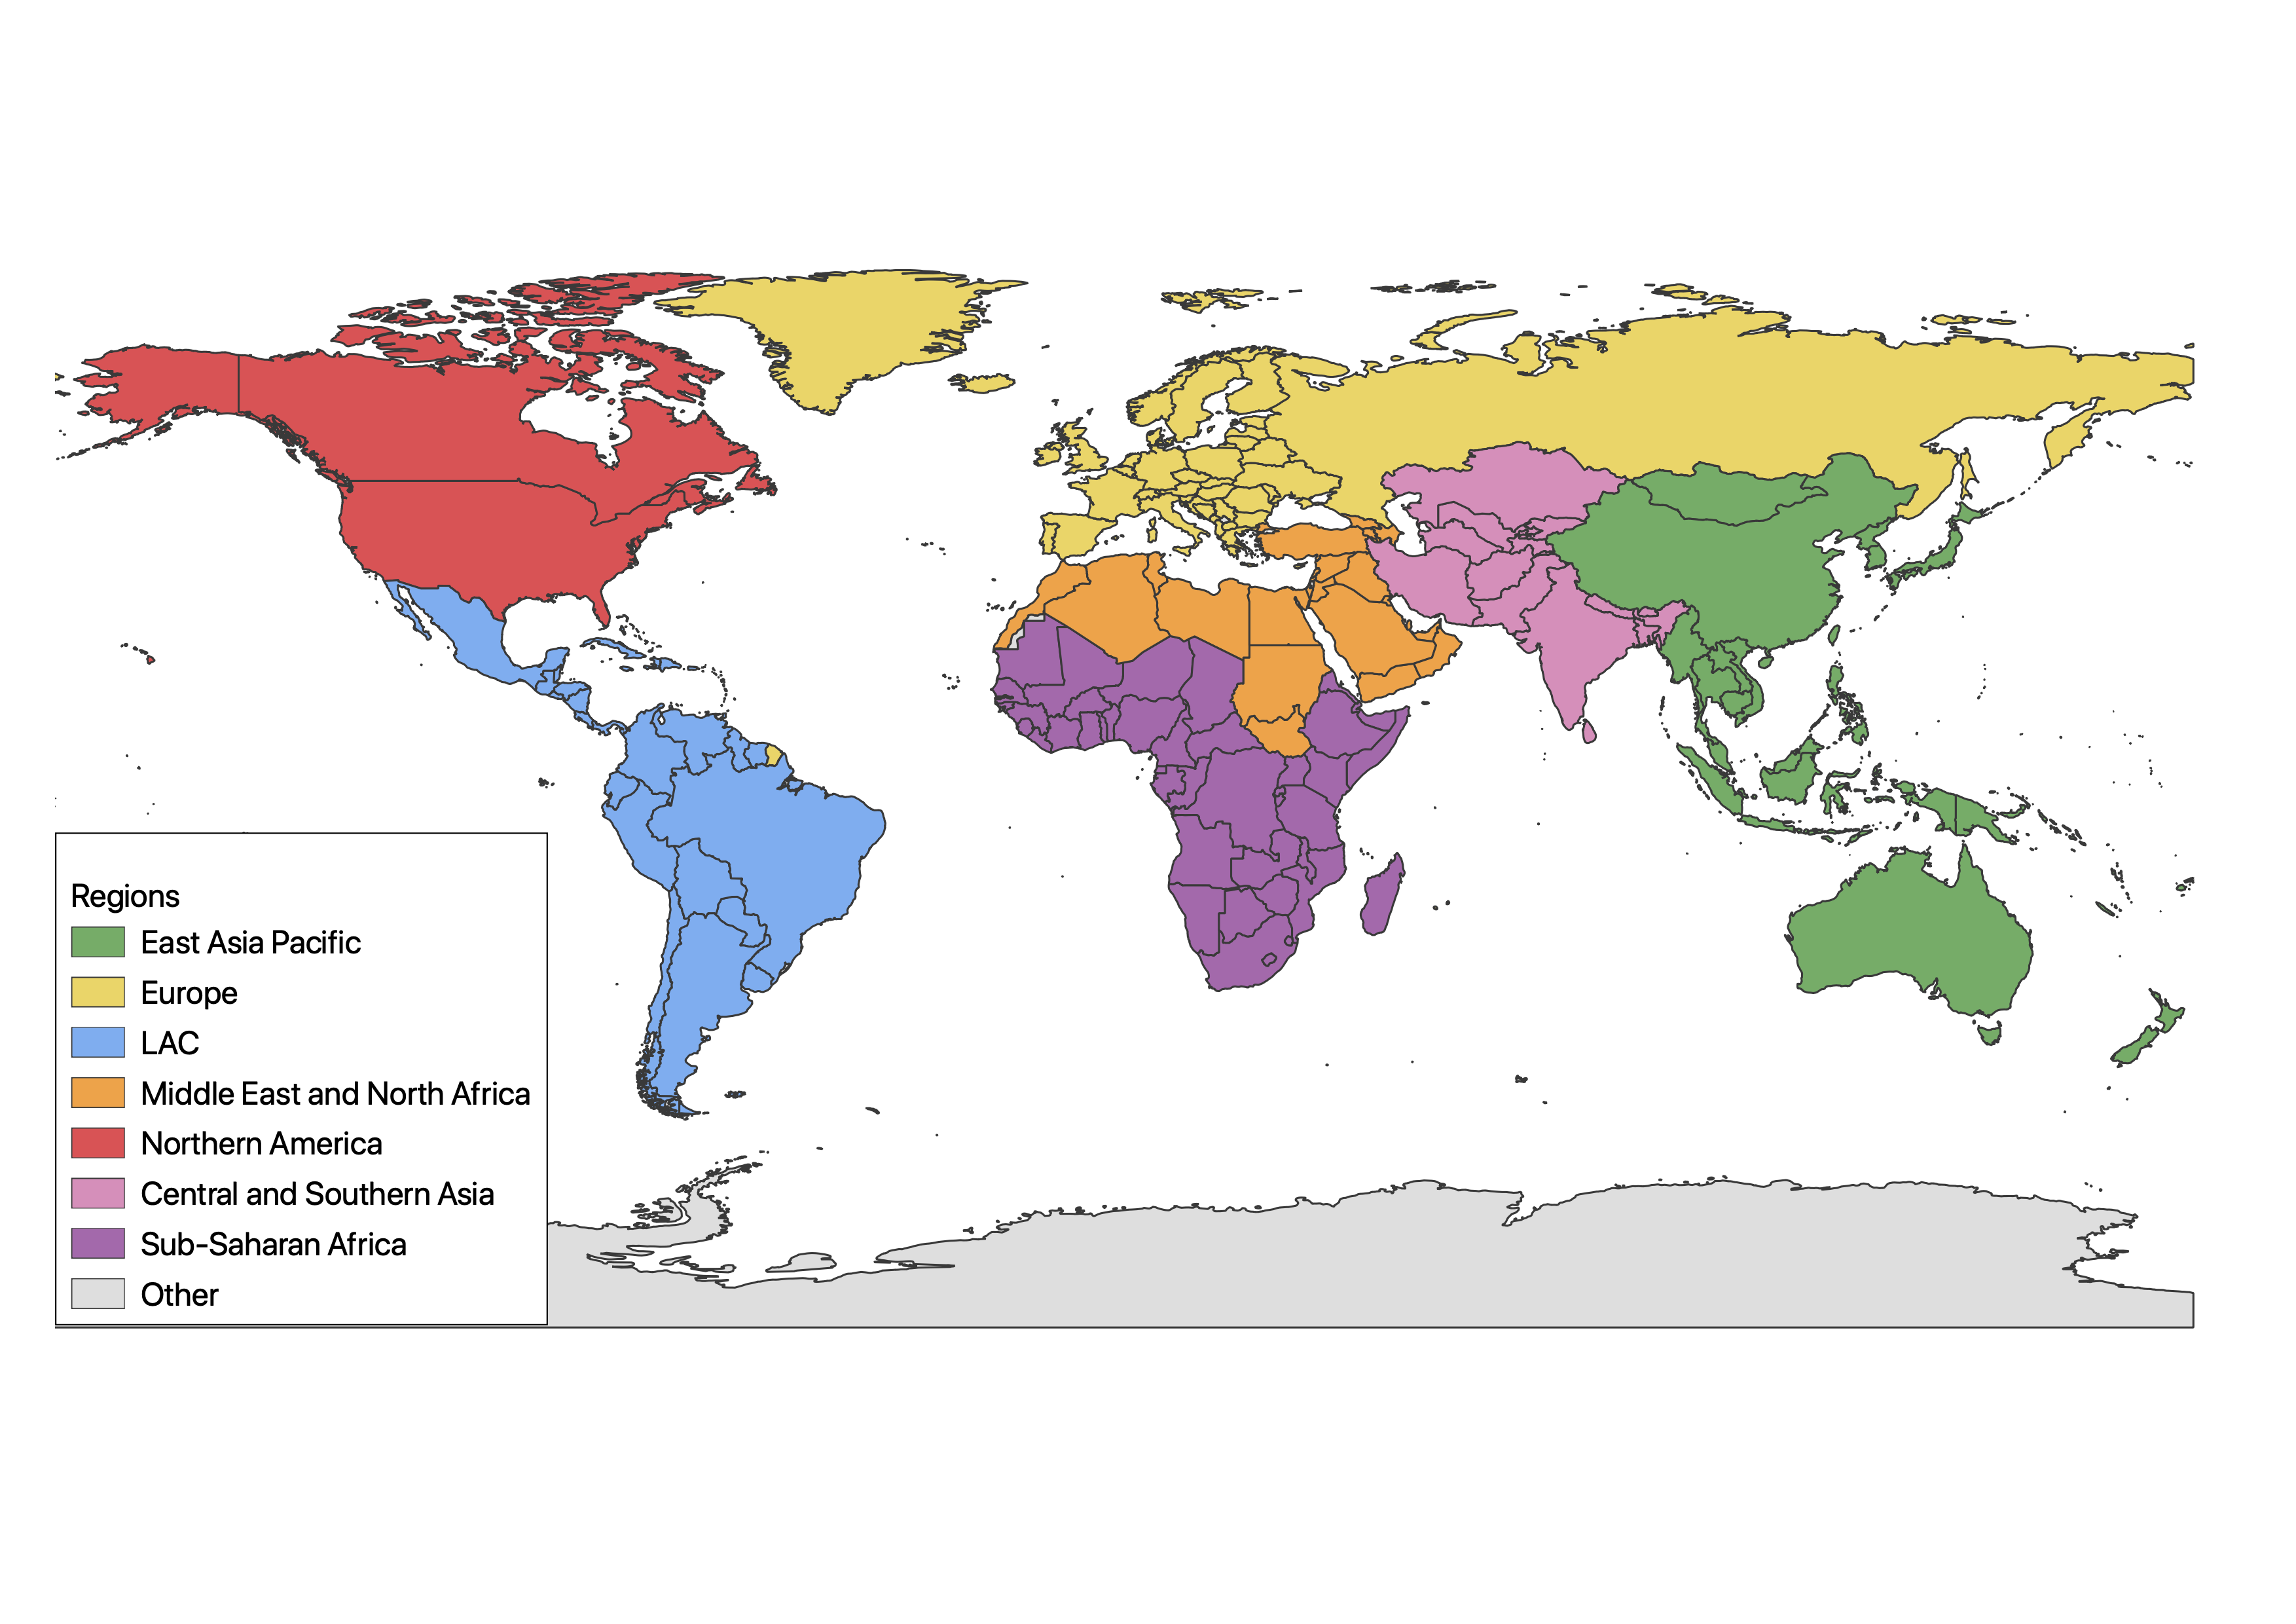 Regions
East Asia Pacific
Europe
LAC
Middle East and North Africa
Northern America
Central and Southern Asia
Sub-Saharan Africa
Other